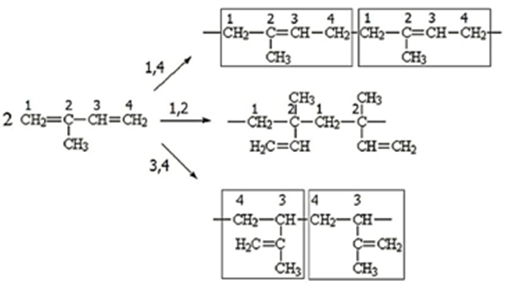 1 2 3 4 1 2 3 4
—CH₂—C=CH—CH₂—CH₂—C=CH—CH₂—
CH₃ CH₃
1,4
1 2 3 4
2 CH₂=C—CH=CH₂
CH₃
1,2
CH₃ CH₃
1 2 1 2
—CH₂—C—CH₂—C—
H₂C=CH CH=CH₂
3,4
4 3 4 3
—CH₂—CH—CH₂—CH—
H₂C=C C=CH₂
CH₃ CH₃